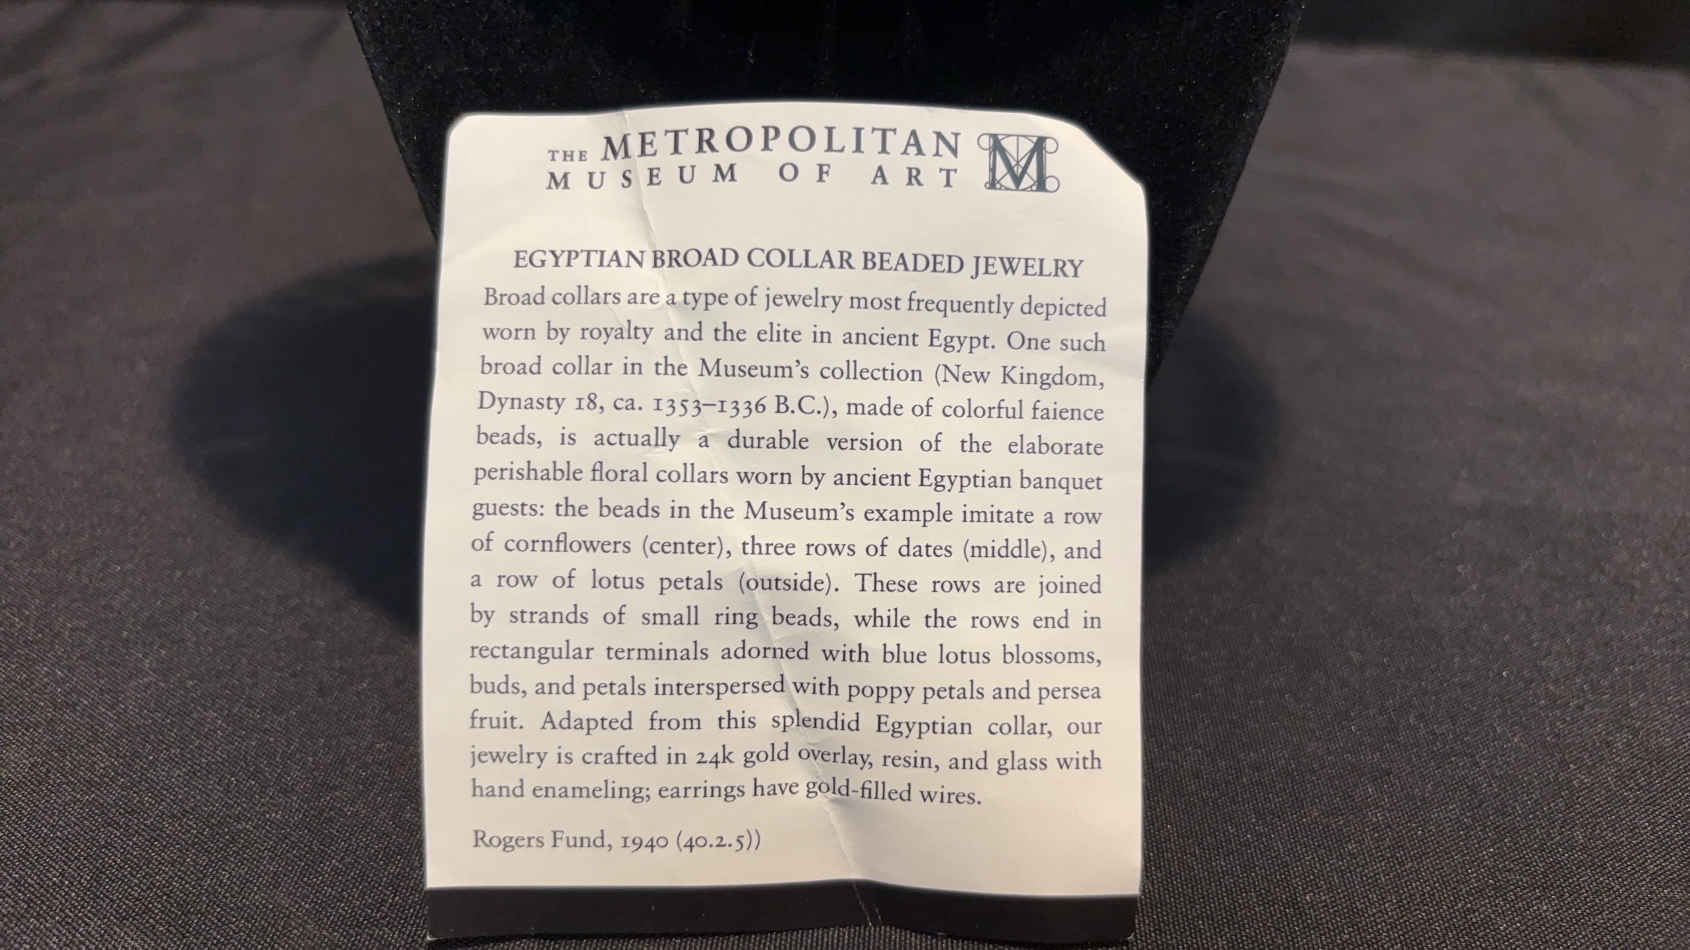 THE METROPOLITAN
MUSEUM OF ART
M
EGYPTIAN BROAD COLLAR BEADED JEWELRY
Broad collars are a type of jewelry most frequently depicted
worn by royalty and the elite in ancient Egypt. One such
broad collar in the Museum's collection (New Kingdom,
Dynasty 18, ca. 1353–1336 B.C.), made of colorful faience
beads, is actually a durable version of the elaborate
perishable floral collars worn by ancient Egyptian banquet
guests: the beads in the Museum's example imitate a row
of cornflowers (center), three rows of dates (middle), and
a row of lotus petals (outside). These rows are joined
by strands of small ring beads, while the rows end in
rectangular terminals adorned with blue lotus blossoms,
buds, and petals interspersed with poppy petals and persea
fruit. Adapted from this splendid Egyptian collar, our
jewelry is crafted in 24k gold overlay, resin, and glass with
hand enameling; earrings have gold-filled wires.
Rogers Fund, 1940 (40.2.5))